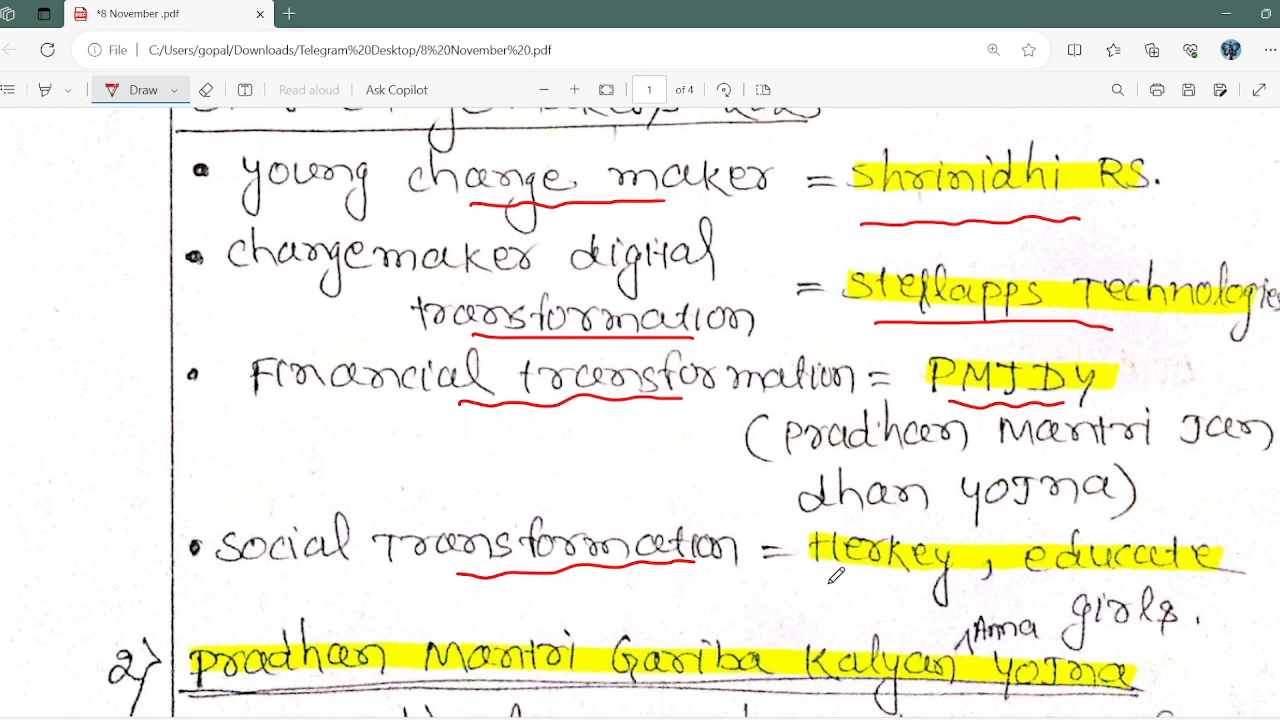 *8 November .pdf
File C:/Users/gopal/Downloads/Telegram%20Desktop/8%20November%20.pdf
Draw Read aloud Ask Copilot 1 of 4
• young change maker = Shrinidhi RS.
• changemaker digital
transformation = Stellapps Technologies
• Financial transformation = PMJDY
(Pradhan Mantri Jan
dhan yoJna)
• Social Transformation = Herkey, educate
girls.
2) Pradhan Mantri Gariba Kalyan Anna yoJna